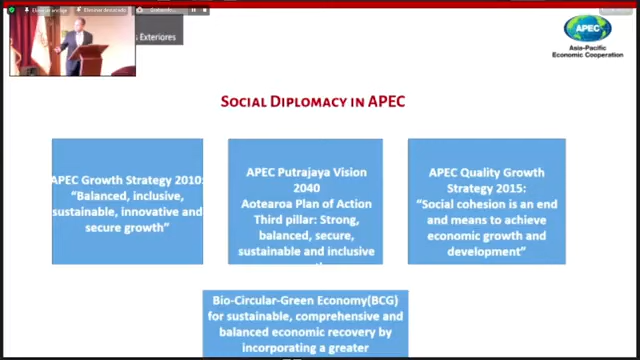 s Exteriores
APEC
Asia-Pacific
Economic Cooperation
SOCIAL DIPLOMACY IN APEC
APEC Growth Strategy 2010:
“Balanced, inclusive,
sustainable, innovative and
secure growth”
APEC Putrajaya Vision
2040
Aotearoa Plan of Action
Third pillar: Strong,
balanced, secure,
sustainable and inclusive
APEC Quality Growth
Strategy 2015:
“Social cohesion is an end
and means to achieve
economic growth and
development”
Bio-Circular-Green Economy(BCG)
for sustainable, comprehensive and
balanced economic recovery by
incorporating a greater